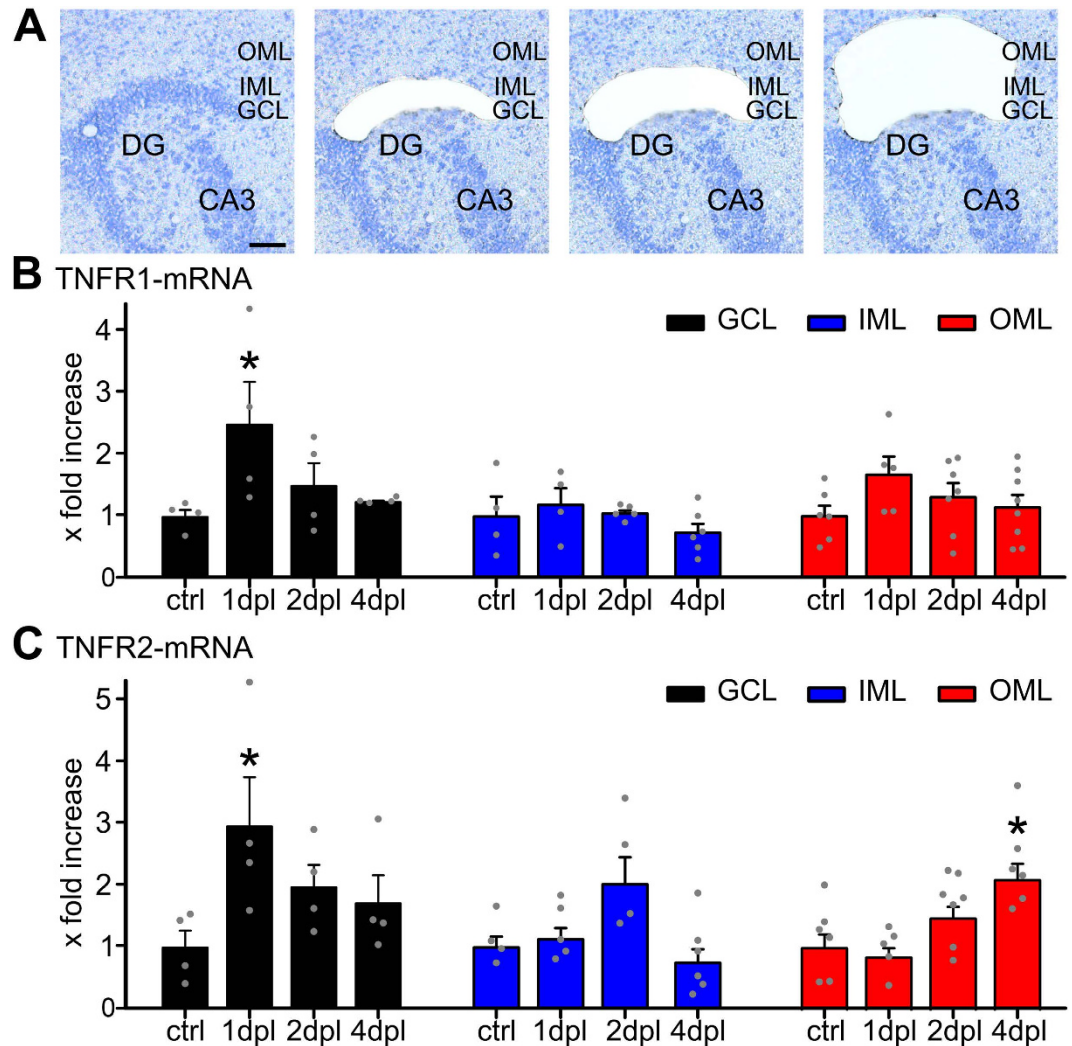 A
OML
IML
GCL
DG
CA3
OML
IML
GCL
DG
CA3
OML
IML
GCL
DG
CA3
OML
IML
GCL
DG
CA3
B TNFR1-mRNA
GCL IML OML
x fold increase
4
3
2
1
0
*
ctrl 1dpl 2dpl 4dpl ctrl 1dpl 2dpl 4dpl ctrl 1dpl 2dpl 4dpl
C TNFR2-mRNA
GCL IML OML
x fold increase
5
4
3
2
1
0
*
*
ctrl 1dpl 2dpl 4dpl ctrl 1dpl 2dpl 4dpl ctrl 1dpl 2dpl 4dpl